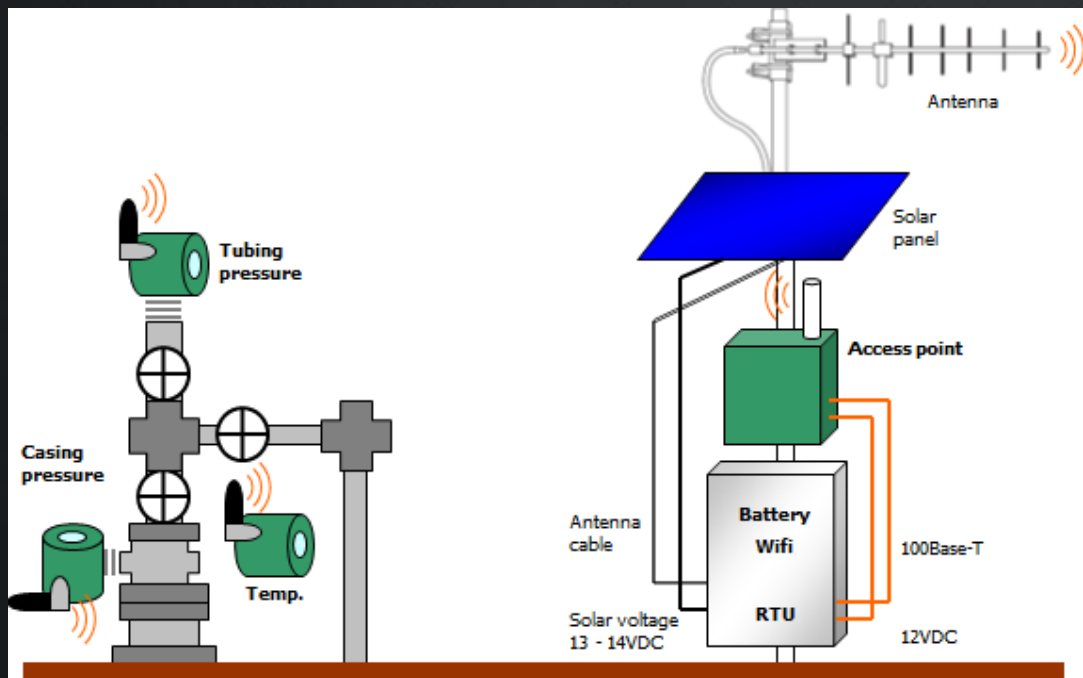 Antenna
Solar
panel
Tubing
pressure
Access point
Casing
pressure
Temp.
Antenna
cable
Battery
Wifi
RTU
100Base-T
Solar voltage
13 - 14VDC
12VDC